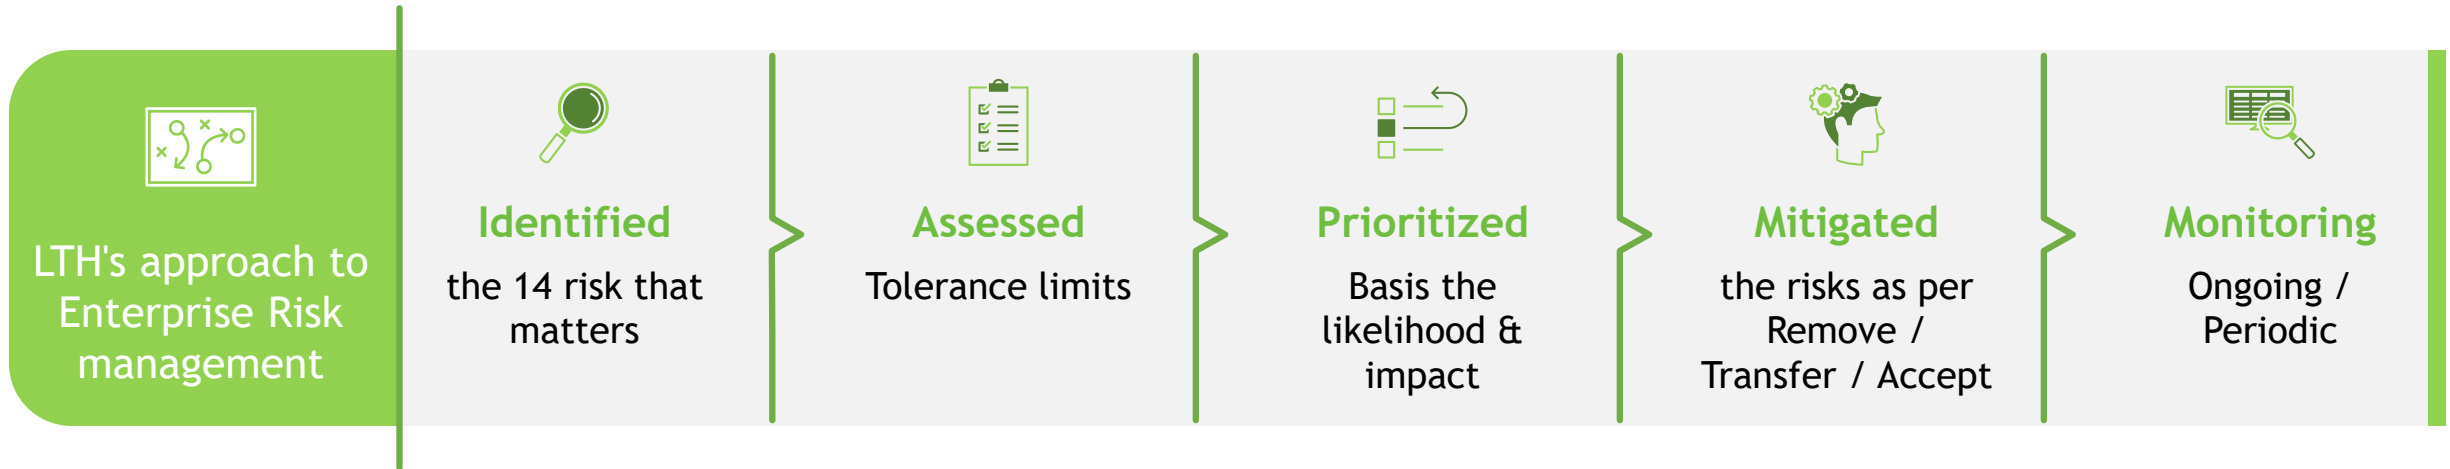 LTH's approach to
Enterprise Risk
management
Identified
the 14 risk that
matters
Assessed
Tolerance limits
Prioritized
Basis the
likelihood &
impact
Mitigated
the risks as per
Remove /
Transfer / Accept
Monitoring
Ongoing /
Periodic